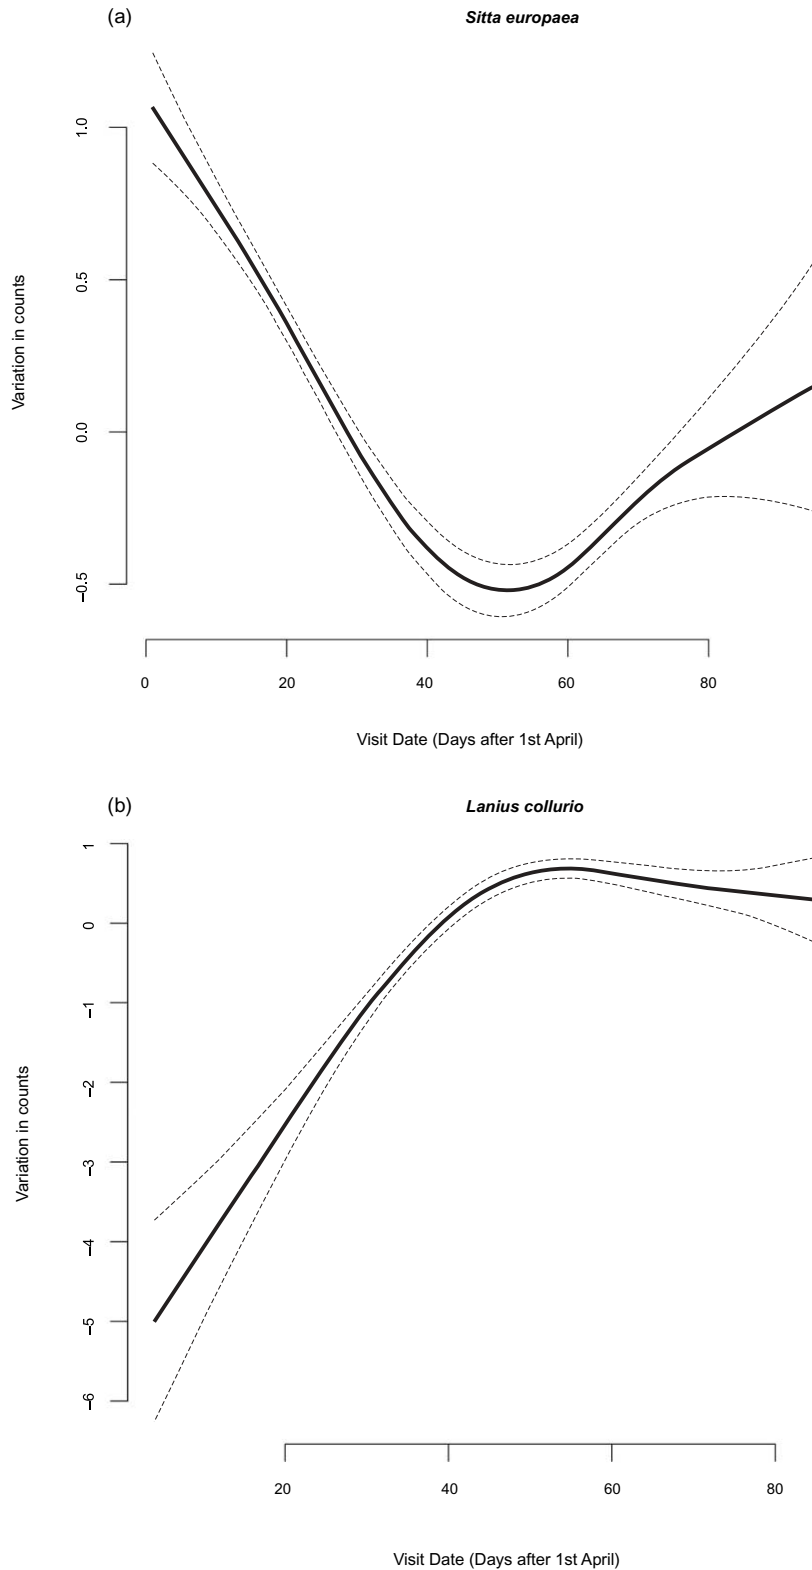 (a)
Sitta europaea
1.0
0.5
0.0
−0.5
Variation in counts
0 20 40 60 80
Visit Date (Days after 1st April)
(b)
Lanius collurio
1
0
−1
−2
−3
−4
−5
−6
Variation in counts
20 40 60 80
Visit Date (Days after 1st April)